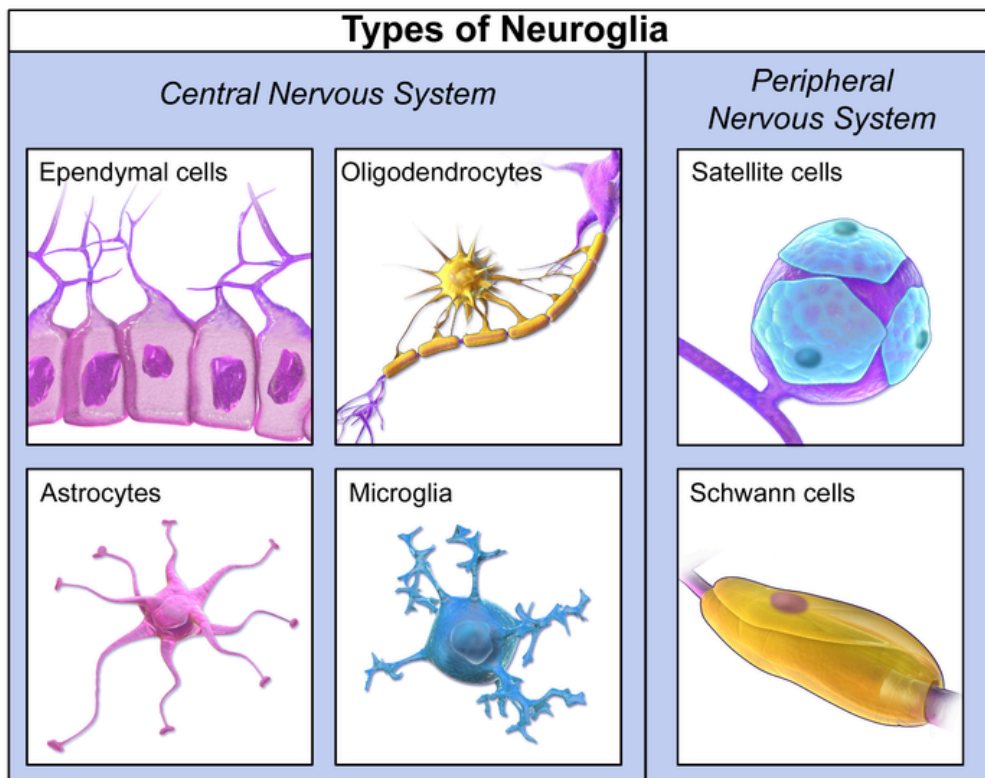 Types of Neuroglia
Central Nervous System
Ependymal cells
Oligodendrocytes
Astrocytes
Microglia
Peripheral
Nervous System
Satellite cells
Schwann cells